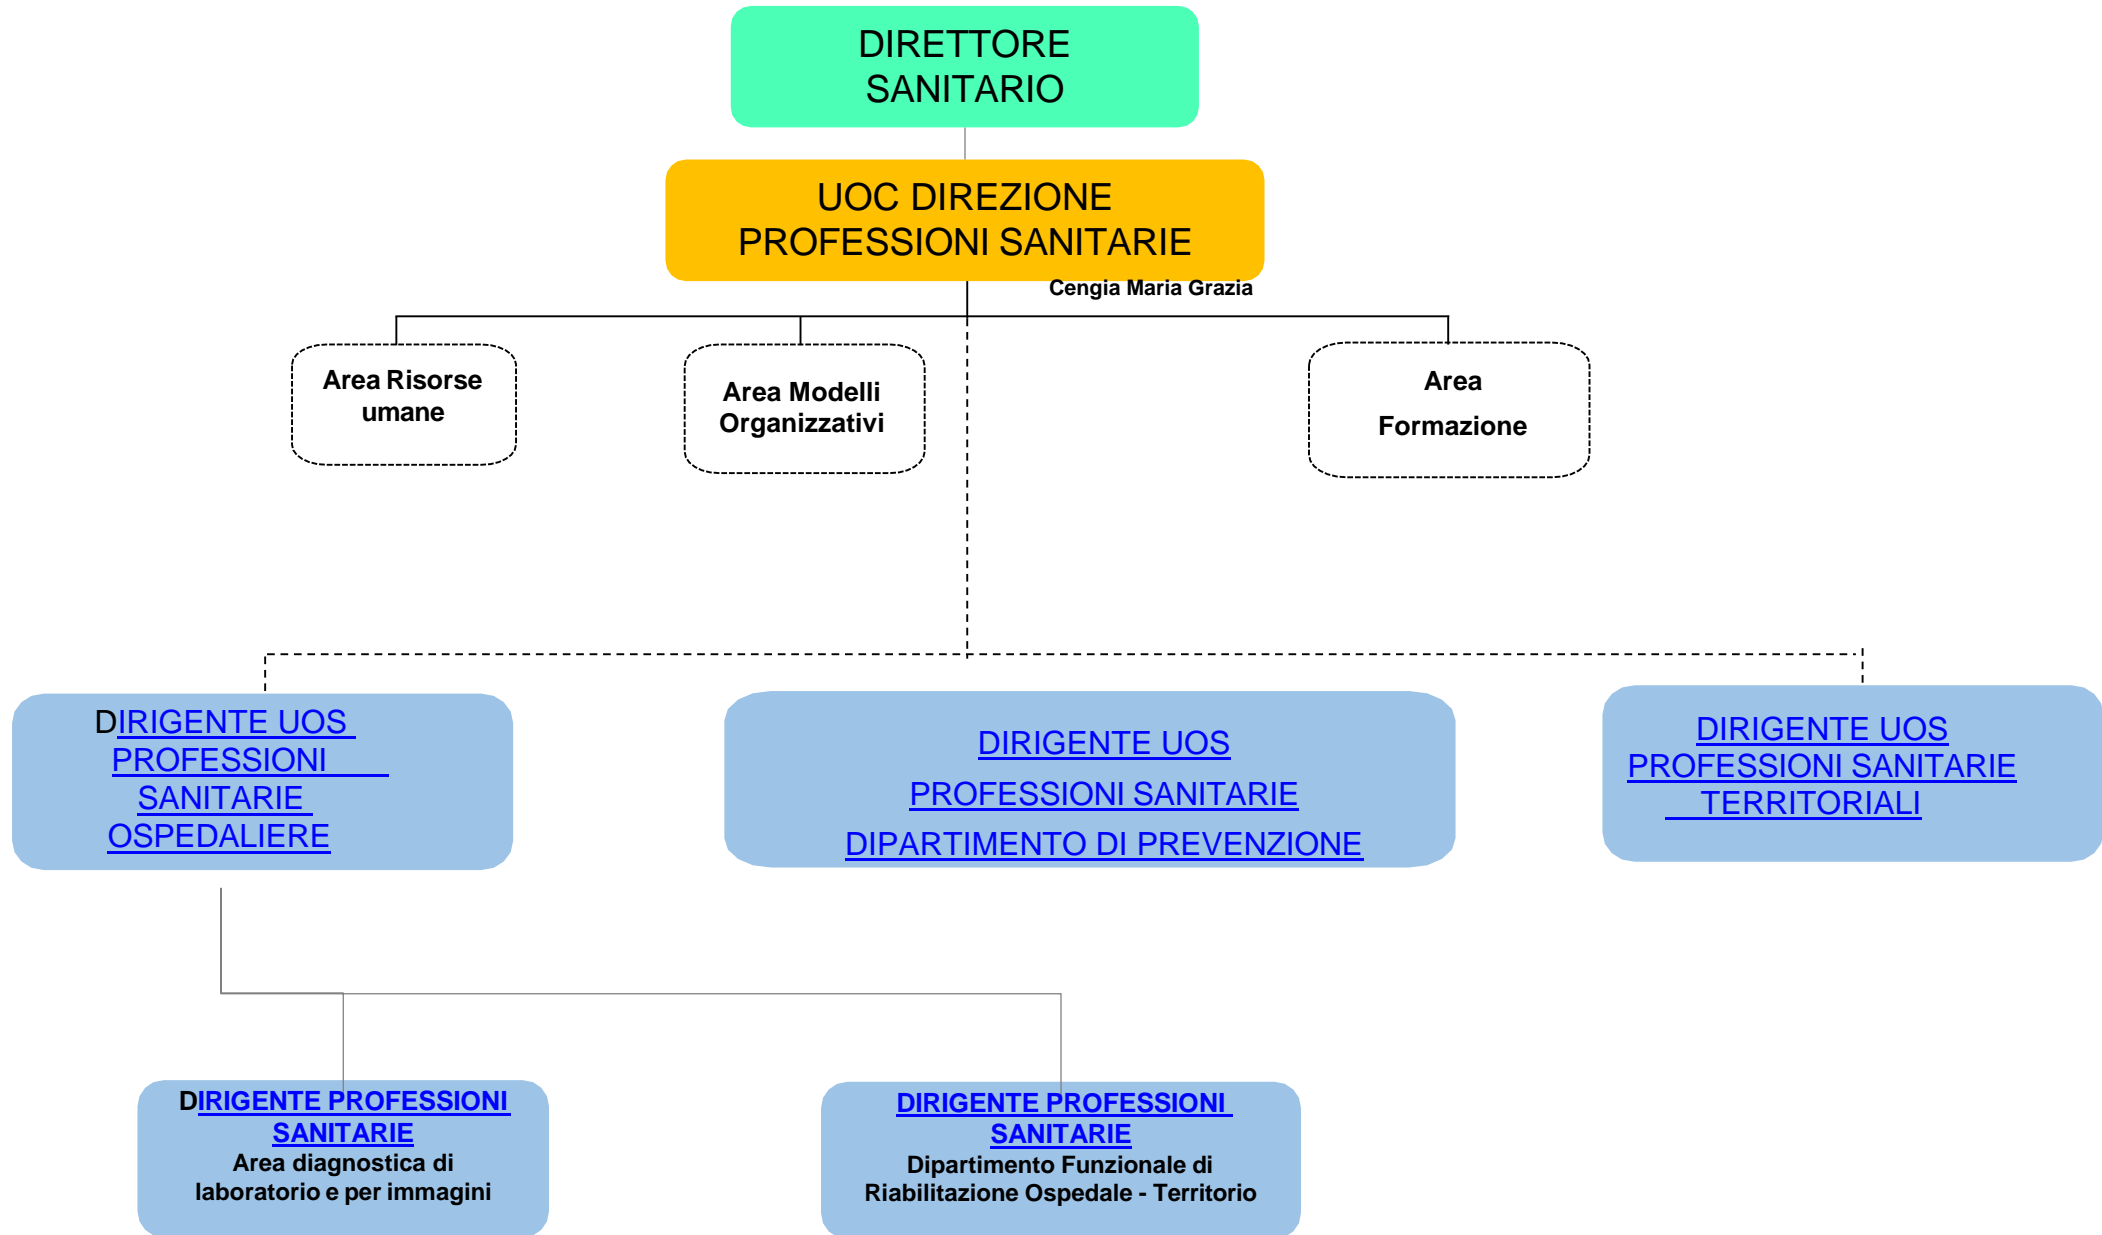 DIRETTORE
SANITARIO
UOC DIREZIONE
PROFESSIONI SANITARIE
Cengia Maria Grazia
Area Risorse
umane
Area Modelli
Organizzativi
Area
Formazione
DIRIGENTE UOS
PROFESSIONI
SANITARIE
OSPEDALIERE
DIRIGENTE UOS
PROFESSIONI SANITARIE
DIPARTIMENTO DI PREVENZIONE
DIRIGENTE UOS
PROFESSIONI SANITARIE
TERRITORIALI
DIRIGENTE PROFESSIONI
SANITARIE
Area diagnostica di
laboratorio e per immagini
DIRIGENTE PROFESSIONI
SANITARIE
Dipartimento Funzionale di
Riabilitazione Ospedale - Territorio